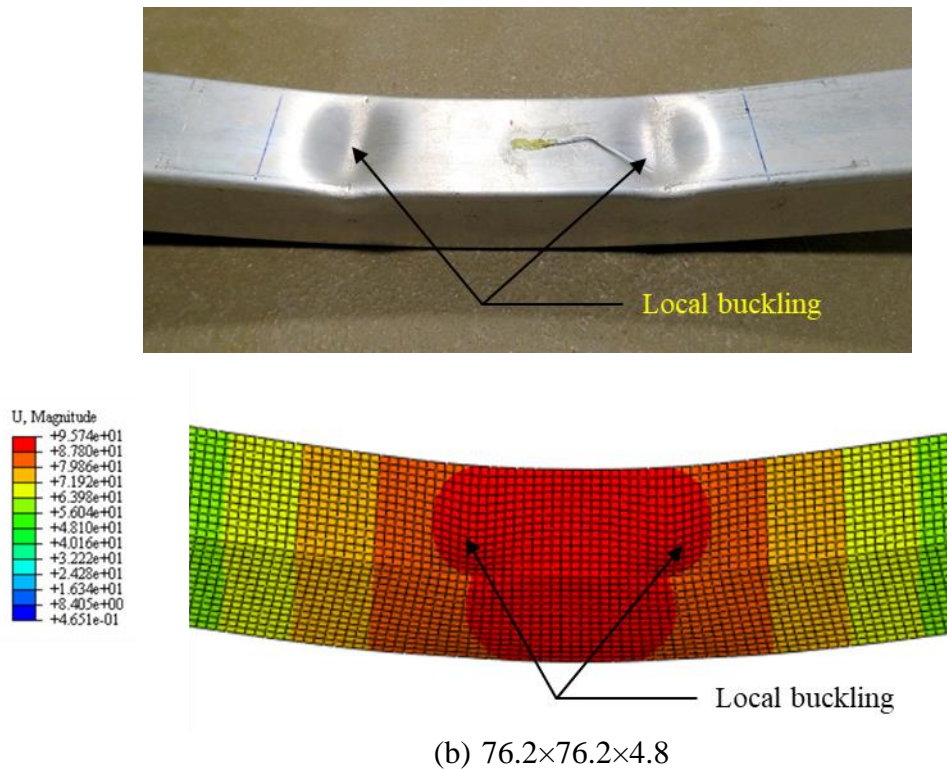 Local buckling
U, Magnitude
+9.574e+01
+8.780e+01
+7.986e+01
+7.192e+01
+6.398e+01
+5.604e+01
+4.810e+01
+4.016e+01
+3.222e+01
+2.428e+01
+1.634e+01
+8.405e+00
+4.651e-01
Local buckling
(b) 76.2×76.2×4.8